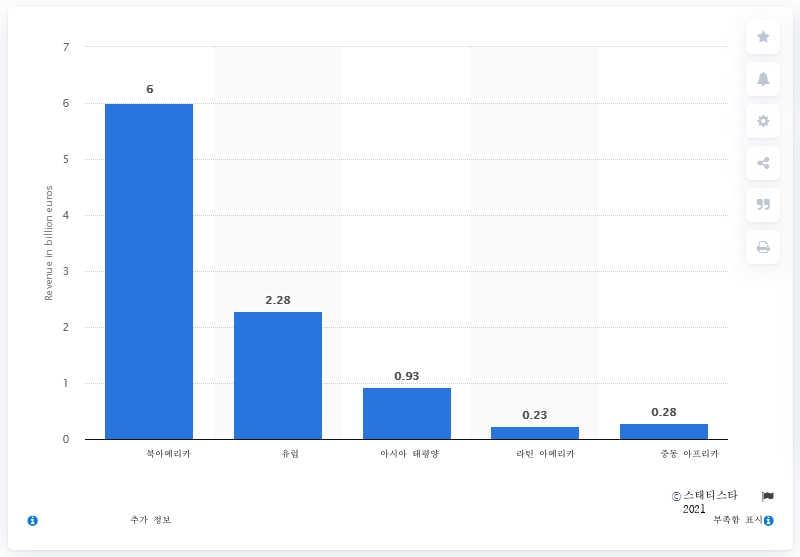 7
6
6
5
4
Revenue in billion euros
3
2.28
2
0.93
1
0.23
0.28
0
북아메리카
유럽
아시아 태평양
라틴 아메리카
중동 아프리카
© 스태티스타
2021
추가 정보
부족함 표시